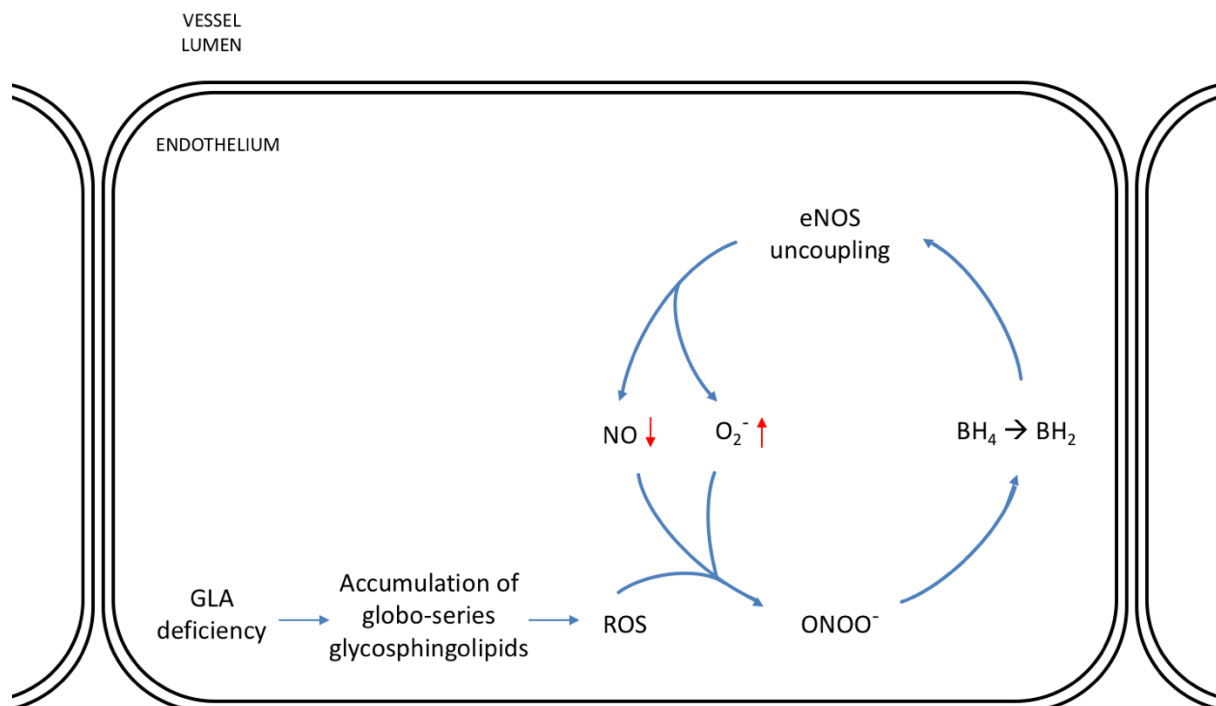 VESSEL
LUMEN
ENDOTHELIUM
eNOS
uncoupling
NO ↓ O₂⁻ ↑ BH₄ → BH₂
GLA
deficiency
Accumulation of
globo-series
glycosphingolipids
ROS
ONOO⁻